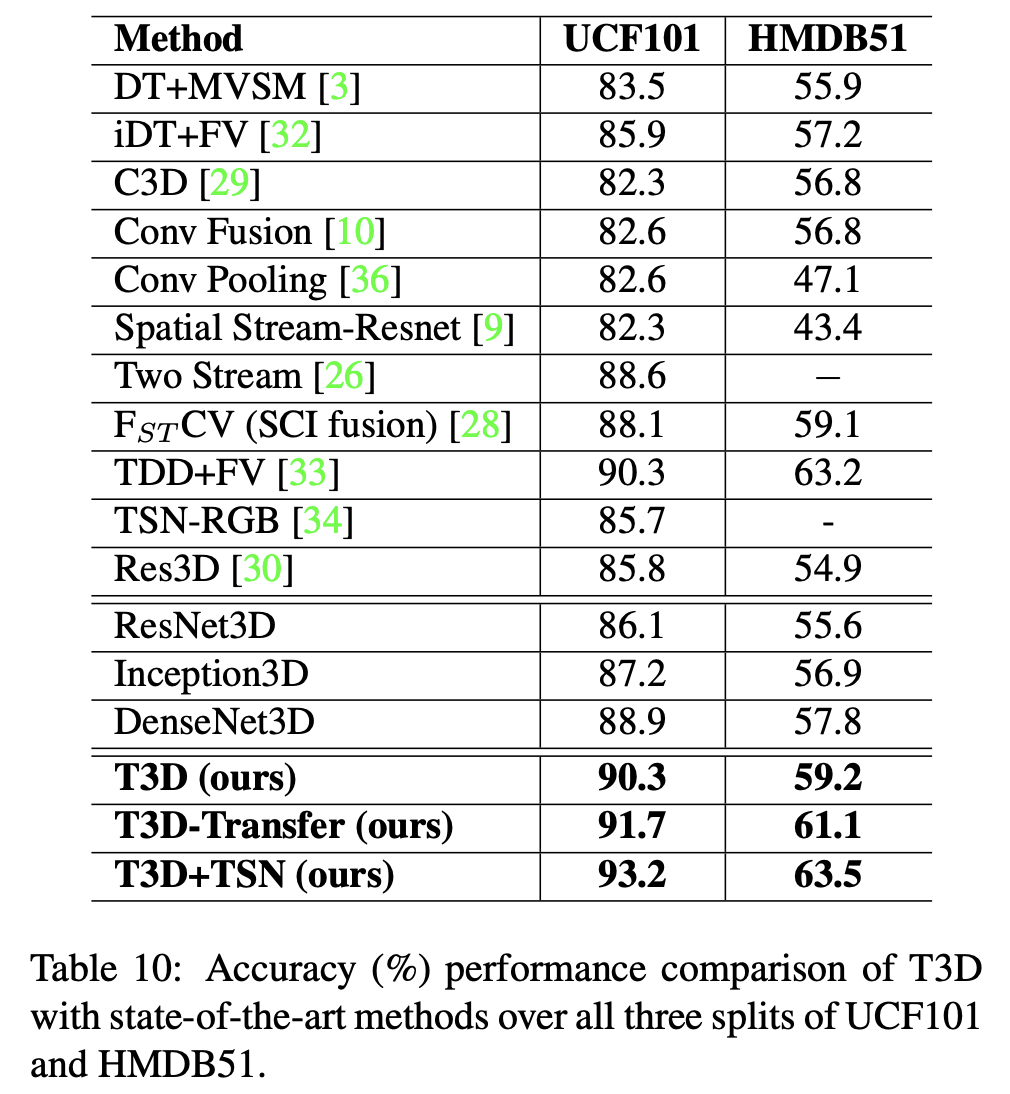 Method UCF101 HMDB51
DT+MVSM [3] 83.5 55.9
iDT+FV [32] 85.9 57.2
C3D [29] 82.3 56.8
Conv Fusion [10] 82.6 56.8
Conv Pooling [36] 82.6 47.1
Spatial Stream-Resnet [9] 82.3 43.4
Two Stream [26] 88.6 –
F_{ST}CV (SCI fusion) [28] 88.1 59.1
TDD+FV [33] 90.3 63.2
TSN-RGB [34] 85.7 -
Res3D [30] 85.8 54.9
ResNet3D 86.1 55.6
Inception3D 87.2 56.9
DenseNet3D 88.9 57.8
T3D (ours) 90.3 59.2
T3D-Transfer (ours) 91.7 61.1
T3D+TSN (ours) 93.2 63.5
Table 10: Accuracy (%) performance comparison of T3D
with state-of-the-art methods over all three splits of UCF101
and HMDB51.